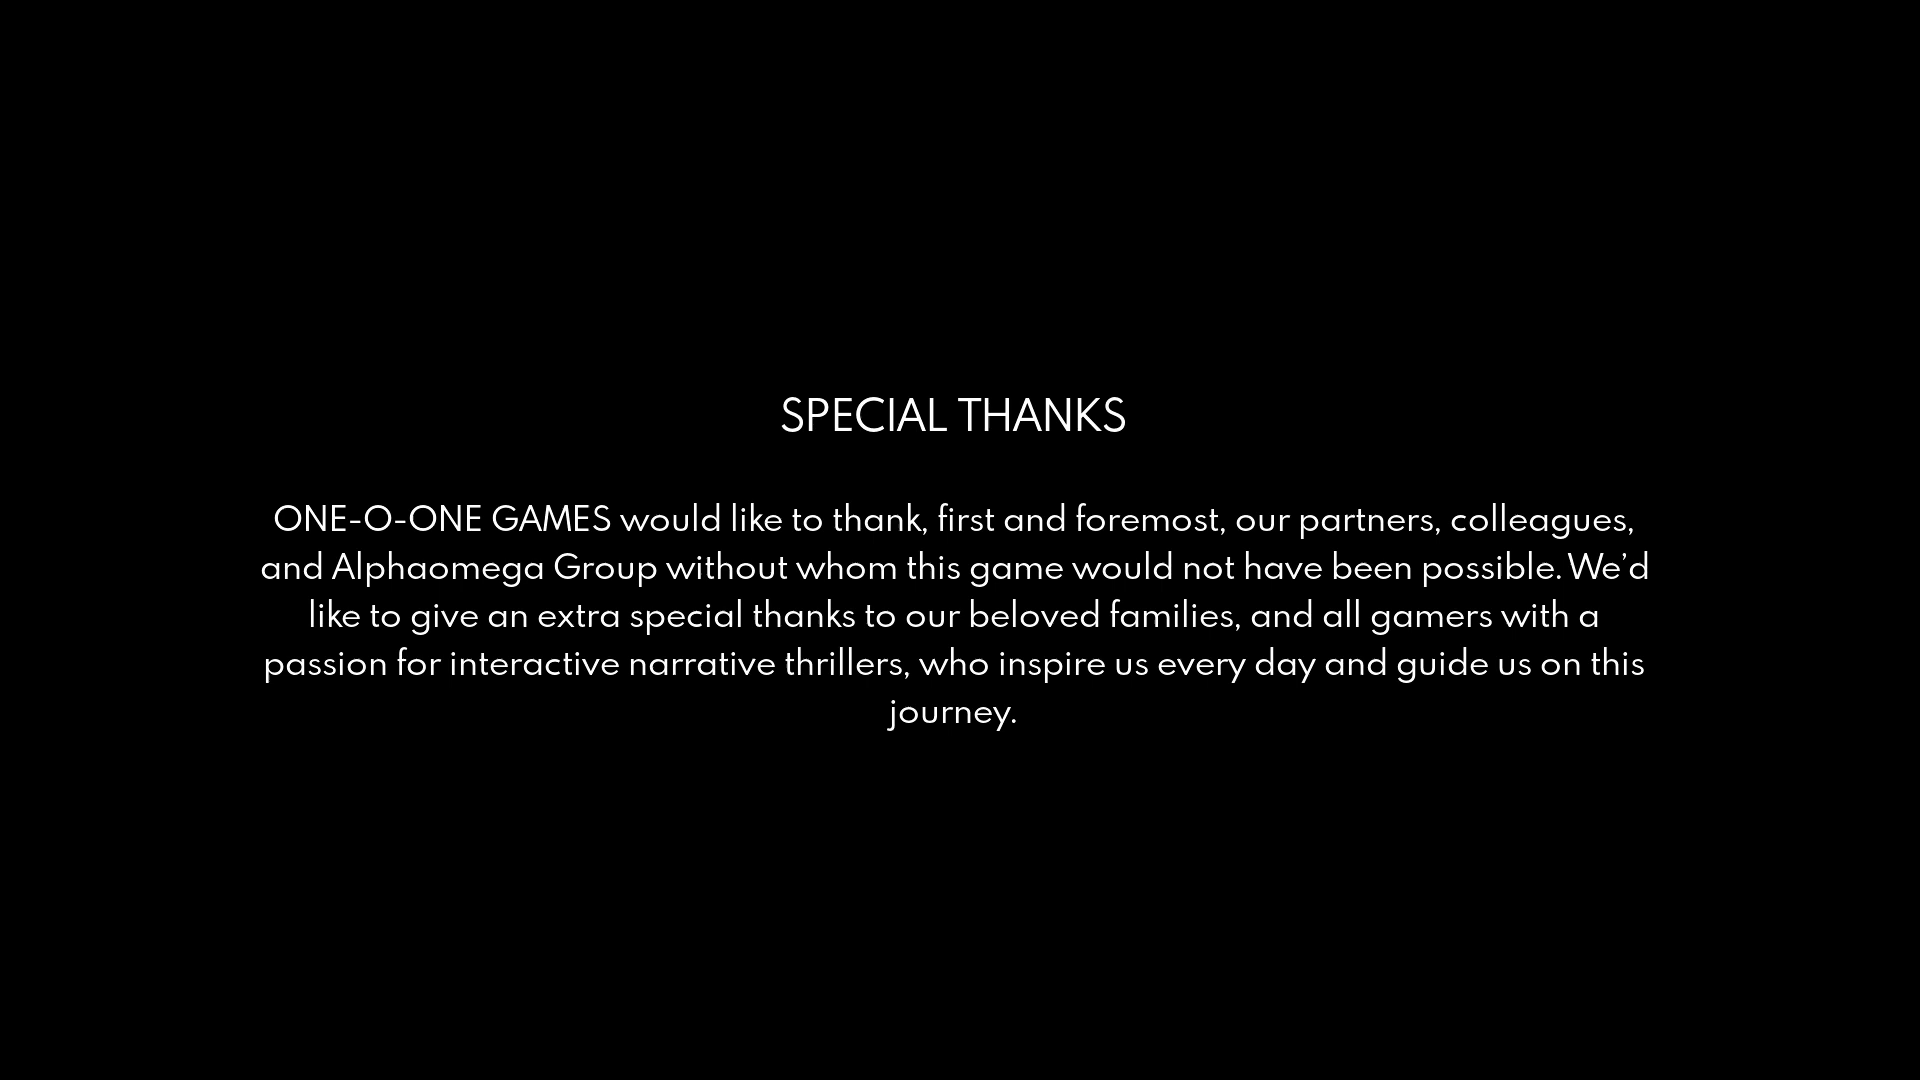 SPECIAL THANKS
ONE-O-ONE GAMES would like to thank, first and foremost, our partners, colleagues,
and Alphaomega Group without whom this game would not have been possible. We’d
like to give an extra special thanks to our beloved families, and all gamers with a
passion for interactive narrative thrillers, who inspire us every day and guide us on this
journey.